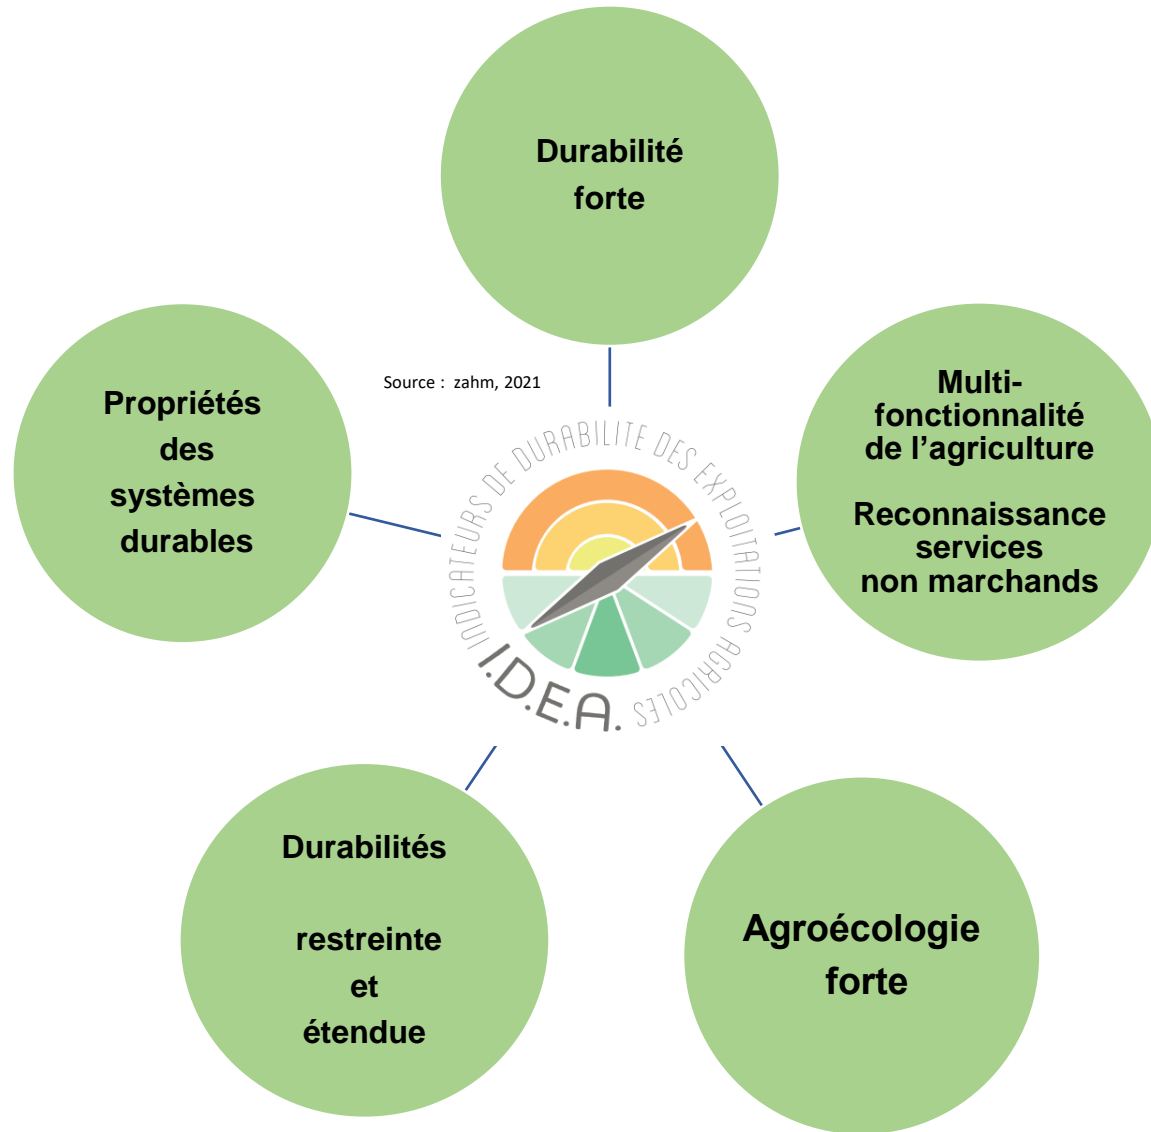 Durabilité
forte
Source : zahm, 2021
Propriétés
des
systèmes
durables
Multi-
fonctionnalité
de l’agriculture
Reconnaissance
services
non marchands
INDICATEURS DE DURABILITE DES EXPLOITATIONS AGRICOLES
I.D.E.A.
Durabilités
restreinte
et
étendue
Agroécologie
forte